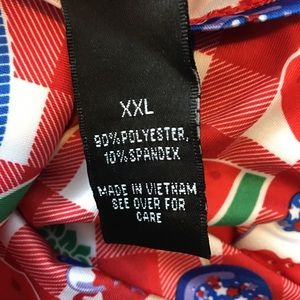 XXL
90% POLYESTER,
10% SPANDEX
MADE IN VIETNAM
SEE OVER FOR
CARE